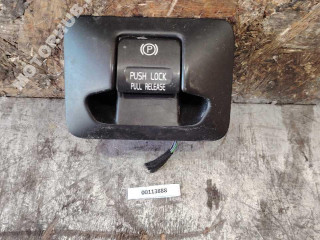 P
PUSH LOCK
PULL RELEASE
00113888